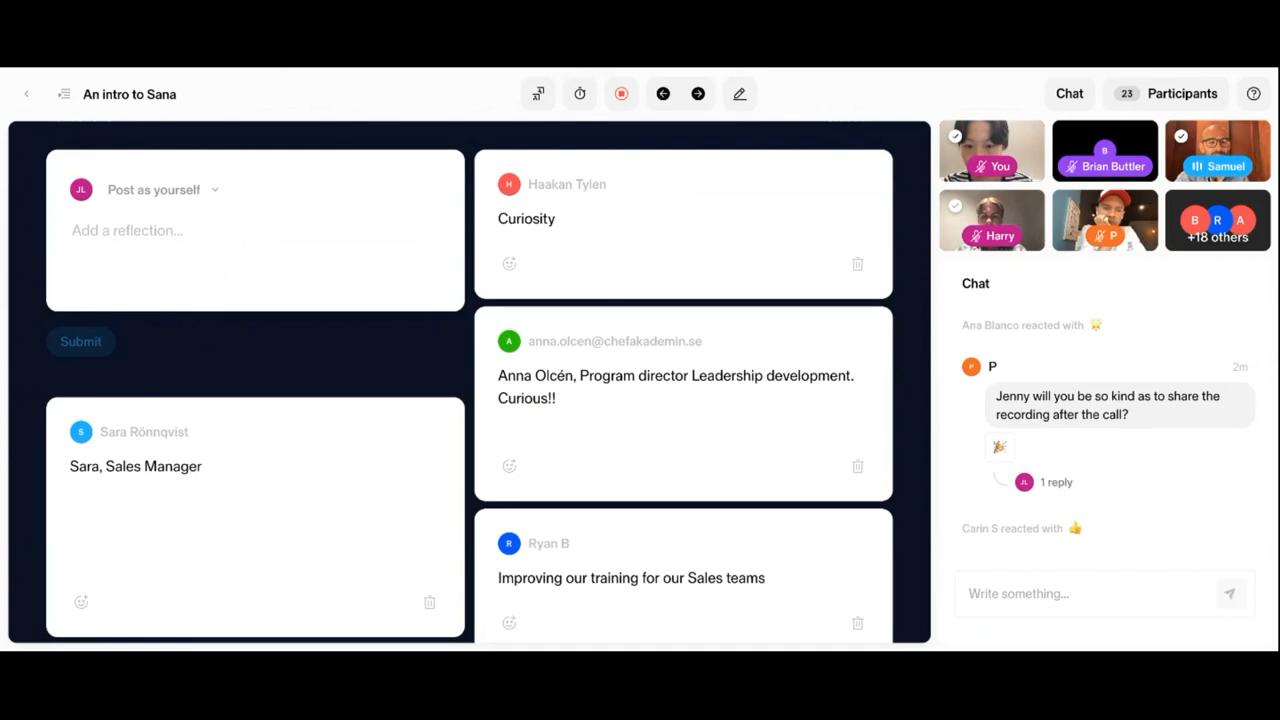 An intro to Sana
Chat
23 Participants
JL Post as yourself
Add a reflection...
Submit
S Sara Rönnqvist
Sara, Sales Manager
H Haakan Tylen
Curiosity
A anna.olcen@chefakademin.se
Anna Olcén, Program director Leadership development.
Curious!!
R Ryan B
Improving our training for our Sales teams
You
B
Brian Buttler
Samuel
Harry
P
B R A
+18 others
Chat
Ana Blanco reacted with
P P 2m
Jenny will you be so kind as to share the
recording after the call?
JL 1 reply
Carin S reacted with
Write something...